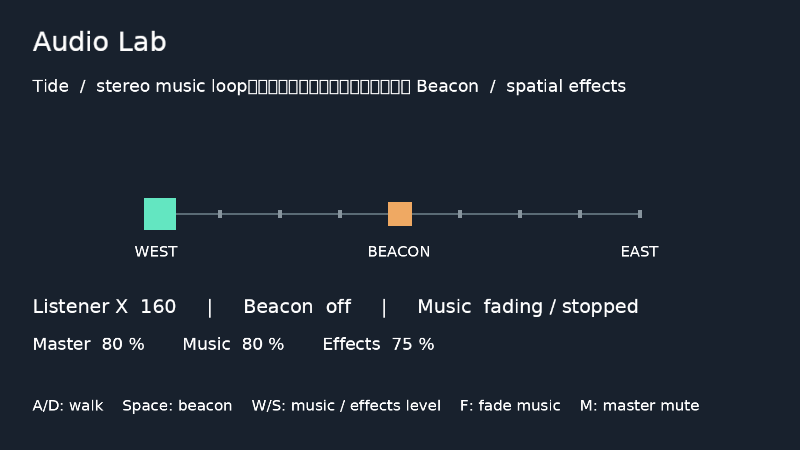 Audio Lab
Tide / stereo music loop▯▯▯▯▯▯▯▯▯▯▯▯▯▯▯▯ Beacon / spatial effects
WEST BEACON EAST
Listener X 160 | Beacon off | Music fading / stopped
Master 80 % Music 80 % Effects 75 %
A/D: walk Space: beacon W/S: music / effects level F: fade music M: master mute